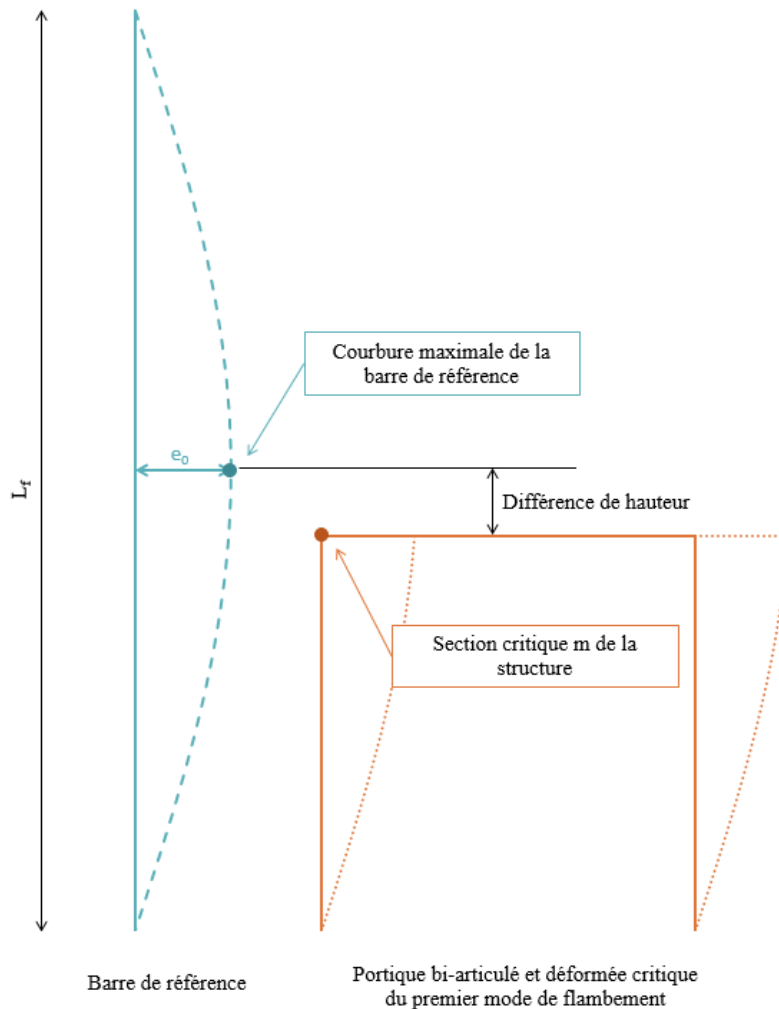 Courbure maximale de la
barre de référence
e₀
L_f
Différence de hauteur
Section critique m de la
structure
Barre de référence
Portique bi-articulé et déformée critique
du premier mode de flambement